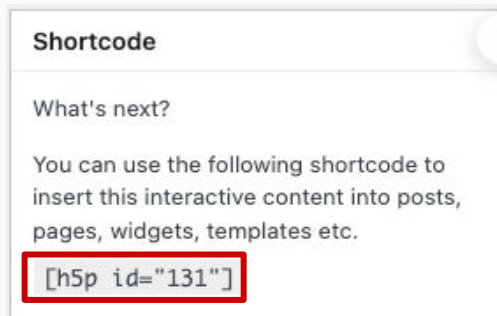 Shortcode
What's next?
You can use the following shortcode to
insert this interactive content into posts,
pages, widgets, templates etc.
[h5p id="131"]